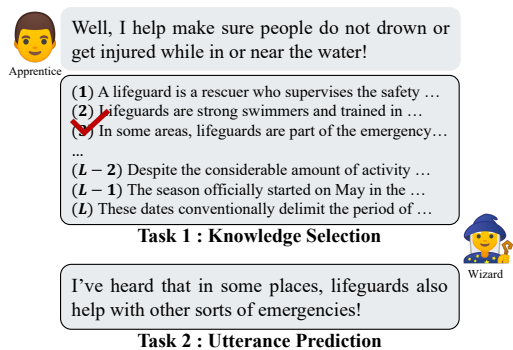 Well, I help make sure people do not drown or
get injured while in or near the water!
Apprentice
(1) A lifeguard is a rescuer who supervises the safety …
(2) Lifeguards are strong swimmers and trained in …
(3) In some areas, lifeguards are part of the emergency…
...
(L − 2) Despite the considerable amount of activity …
(L − 1) The season officially started on May in the …
(L) These dates conventionally delimit the period of …
Task 1 : Knowledge Selection
Wizard
I’ve heard that in some places, lifeguards also
help with other sorts of emergencies!
Task 2 : Utterance Prediction